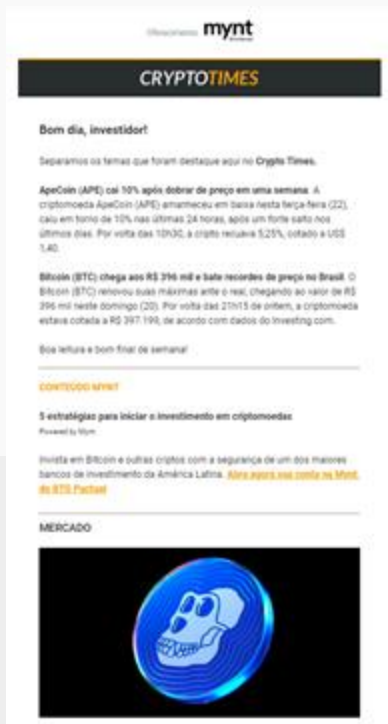 Oferecimento mynt
CRYPTOTIMES
Bom dia, investidor!
Separamos os temas que foram destaque aqui no Crypto Times.
ApeCoin (APE) cai 10% após dobrar de preço em uma semana. A
criptomoeda ApeCoin (APE) amanheceu em baixa nesta terça-feira (22),
caiu em torno de 10% nas últimas 24 horas, após um forte salto nos
últimos dias. Por volta das 10h30, a cripto recuava 5,25%, cotado a US$
1,40.
Bitcoin (BTC) chega aos R$ 396 mil e bate recordes de preço no Brasil. O
Bitcoin (BTC) renovou suas máximas ante o real, chegando ao valor de R$
396 mil neste domingo (20). Por volta das 21h15 de ontem, a criptomoeda
estava cotada a R$ 397.199, de acordo com dados do Investing.com.
Boa leitura e bom final de semana!
CONTEÚDO MYNT
5 estratégias para iniciar o investimento em criptomoedas
Powered by Mynt
Invista em Bitcoin e outras criptos com a segurança de um dos maiores
bancos de investimento da América Latina. Abra agora sua conta na Mynt,
do BTG Pactual
MERCADO